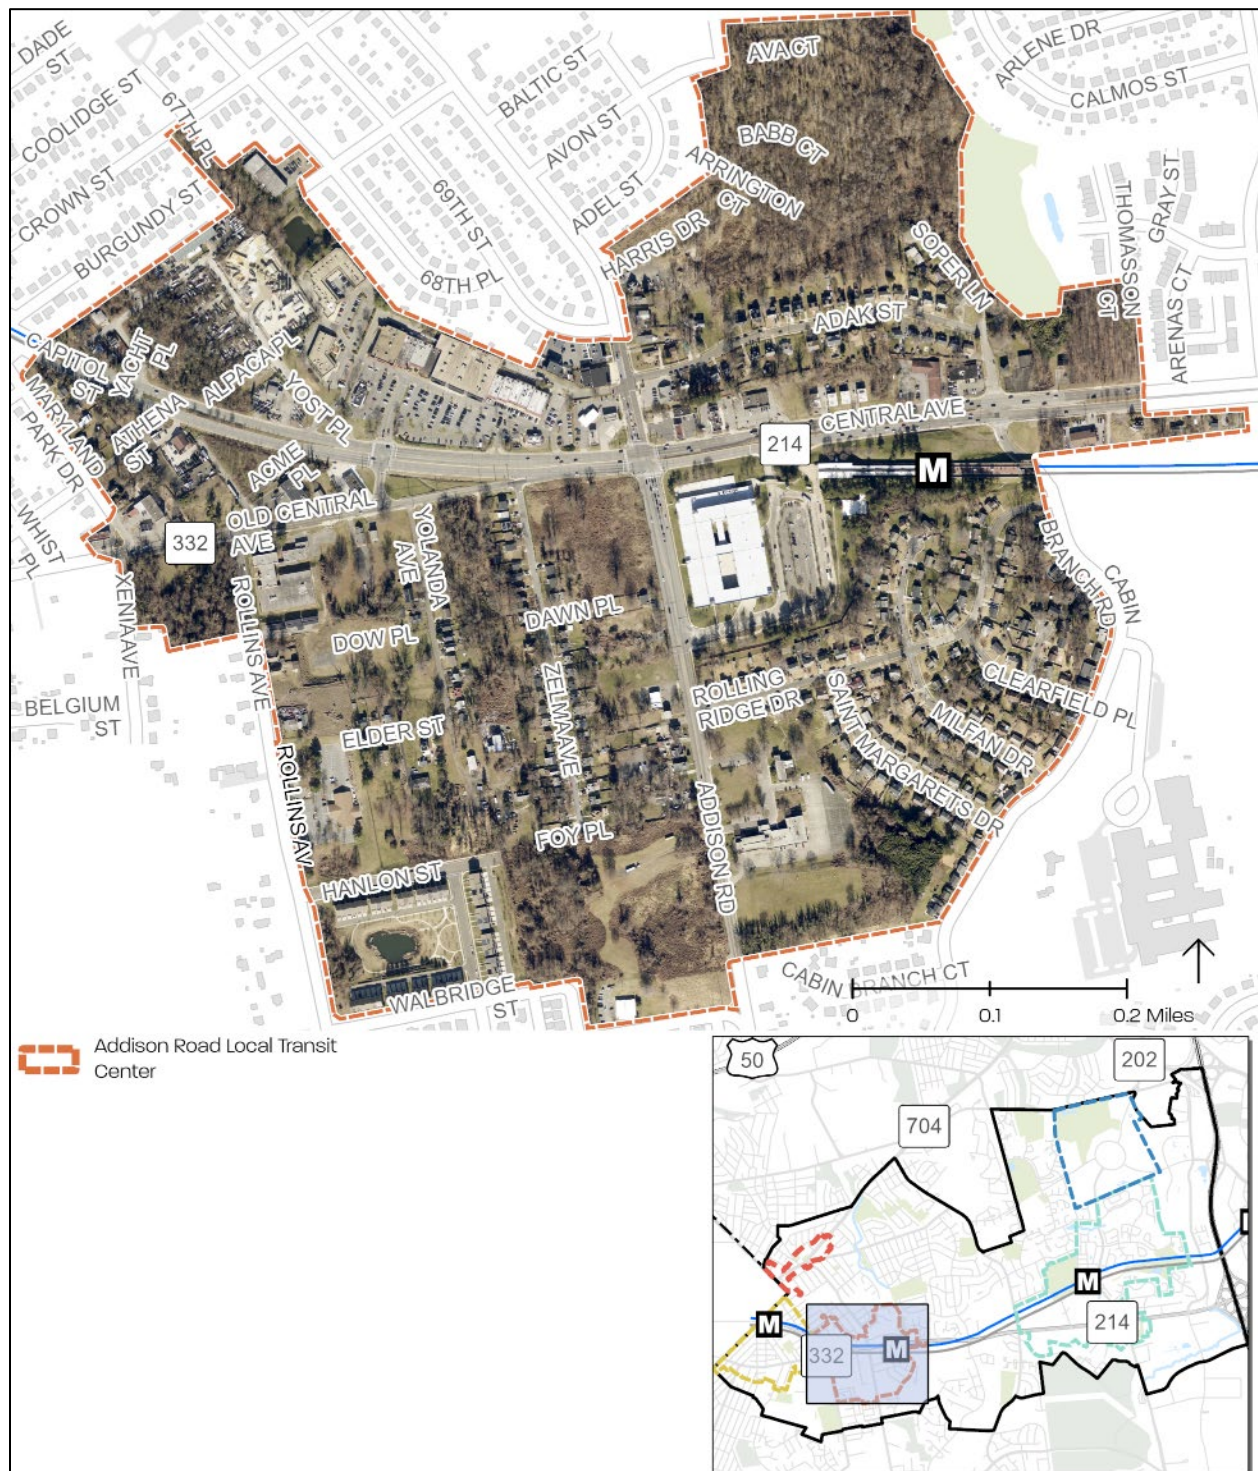 DADE
ST
COOLIDGE ST
67TH PL
CROWN ST
BURGUNDY ST
BALTIC ST
AVON ST
ADEL ST
69TH ST
68TH PL
AVA CT
BABB CT
ARRINGTON
CT
HARRIS DR
ARLENE DR
CALMOS ST
GRAY ST
THOMASSON
CT
ARENAS CT
SOPER LN
ADAK ST
CAPITOL
ST
YACHT
PL
ALPACA PL
YOST PL
MARYLAND
PARK DR
ATHENA
ST
ACME
PL
CENTRAL AVE
214
M
OLD CENTRAL
AVE
332
WHIST
PL
XENIA AVE
ROLLINS AVE
YOLANDA
AVE
DOW PL
DAWN PL
BELGIUM
ST
ELDER ST
ZELMA AVE
ROLLING
RIDGE DR
SAINT MARGARETS DR
MILFAN DR
CLEARFIELD PL
CABIN
BRANCH RD
ROLLINS AV
ADDISON RD
FOY PL
HANLON ST
WALBRIDGE
ST
CABIN BRANCH CT
0 0.1 0.2 Miles
Addison Road Local Transit
Center
50
202
704
M
M
M
214
332